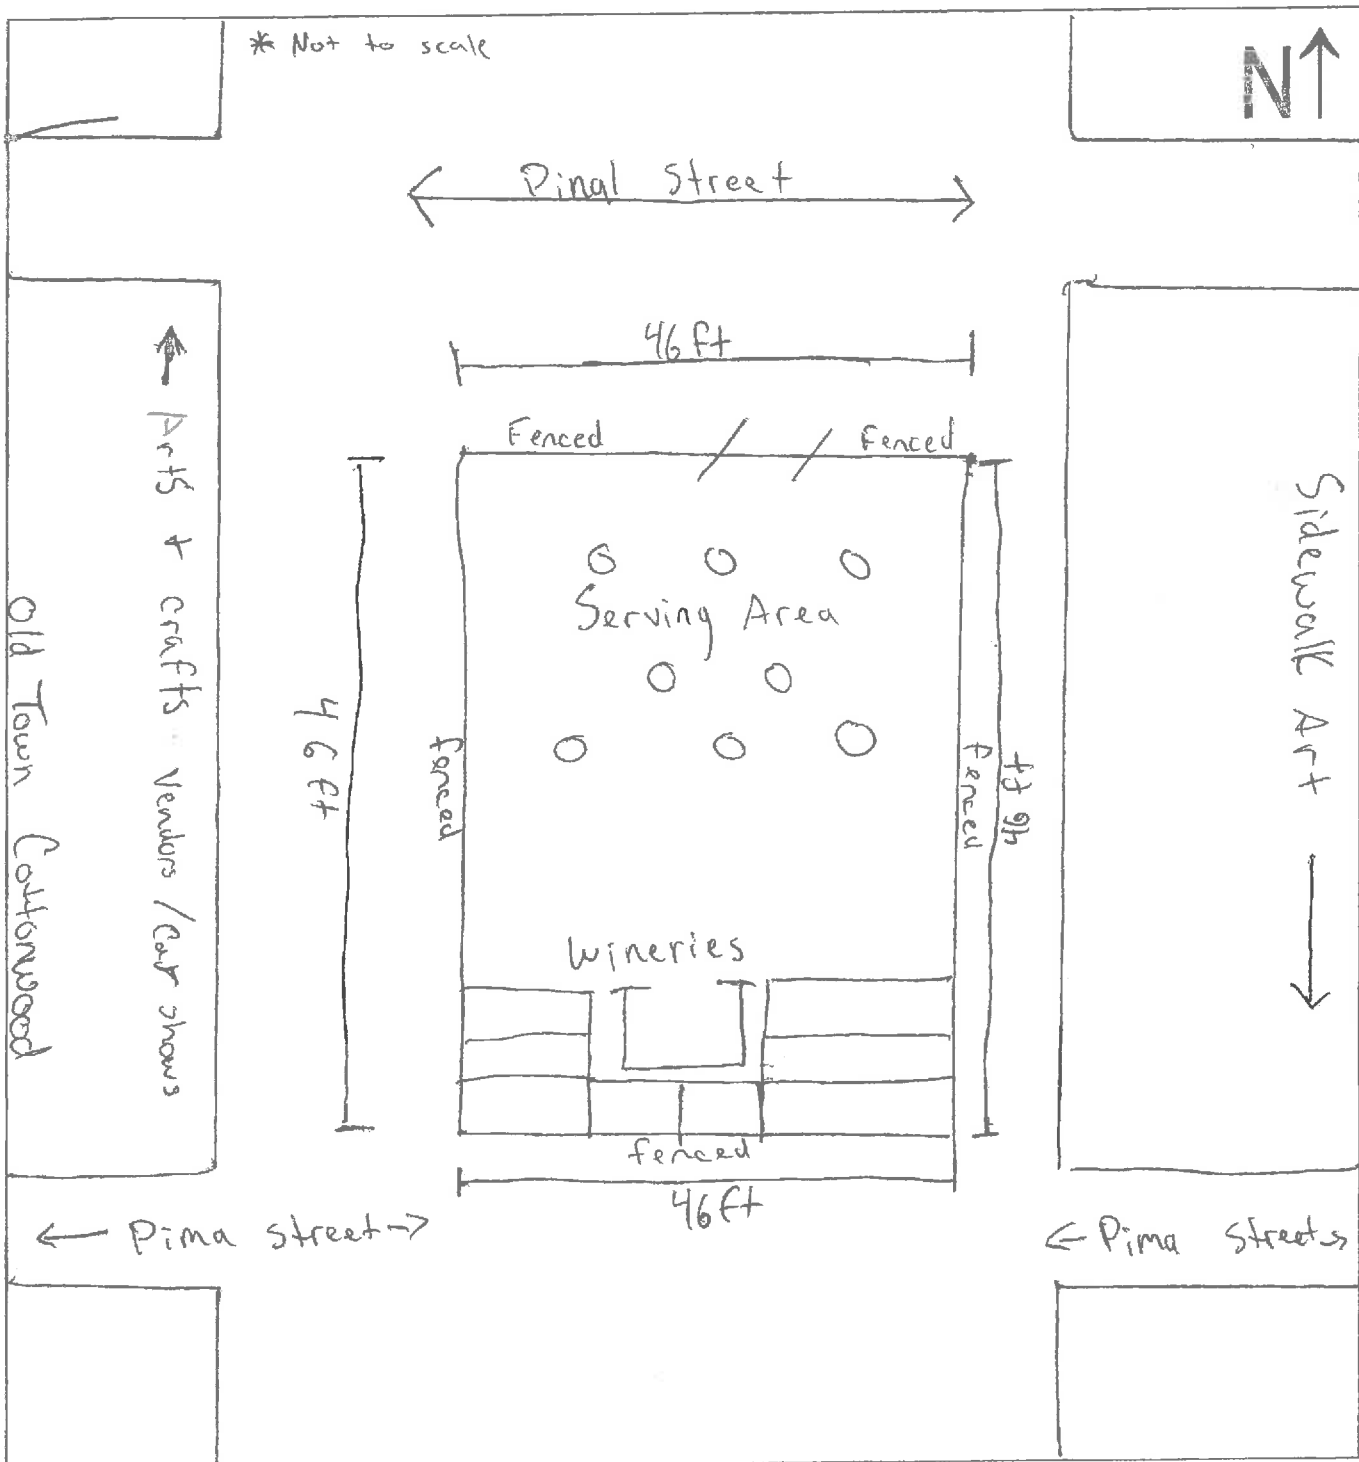 * Not to scale
N
Pinal Street
46 ft
Fenced
Fenced
Arts + crafts vendors / Car shows
Old Town Cottonwood
46 ft
fenced
Serving Area
fenced
46 ft
Sidewalk Art
Wineries
fenced
46 ft
Pima street
Pima street